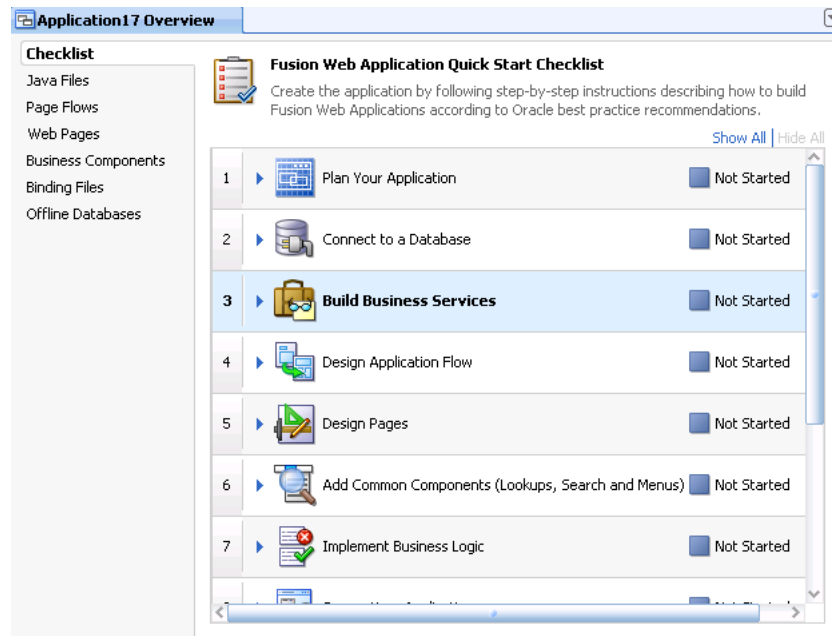 Application17 Overview
Checklist
Java Files
Page Flows
Web Pages
Business Components
Binding Files
Offline Databases
Fusion Web Application Quick Start Checklist
Create the application by following step-by-step instructions describing how to build
Fusion Web Applications according to Oracle best practice recommendations.
Show All | Hide All
1 Plan Your Application Not Started
2 Connect to a Database Not Started
3 Build Business Services Not Started
4 Design Application Flow Not Started
5 Design Pages Not Started
6 Add Common Components (Lookups, Search and Menus) Not Started
7 Implement Business Logic Not Started